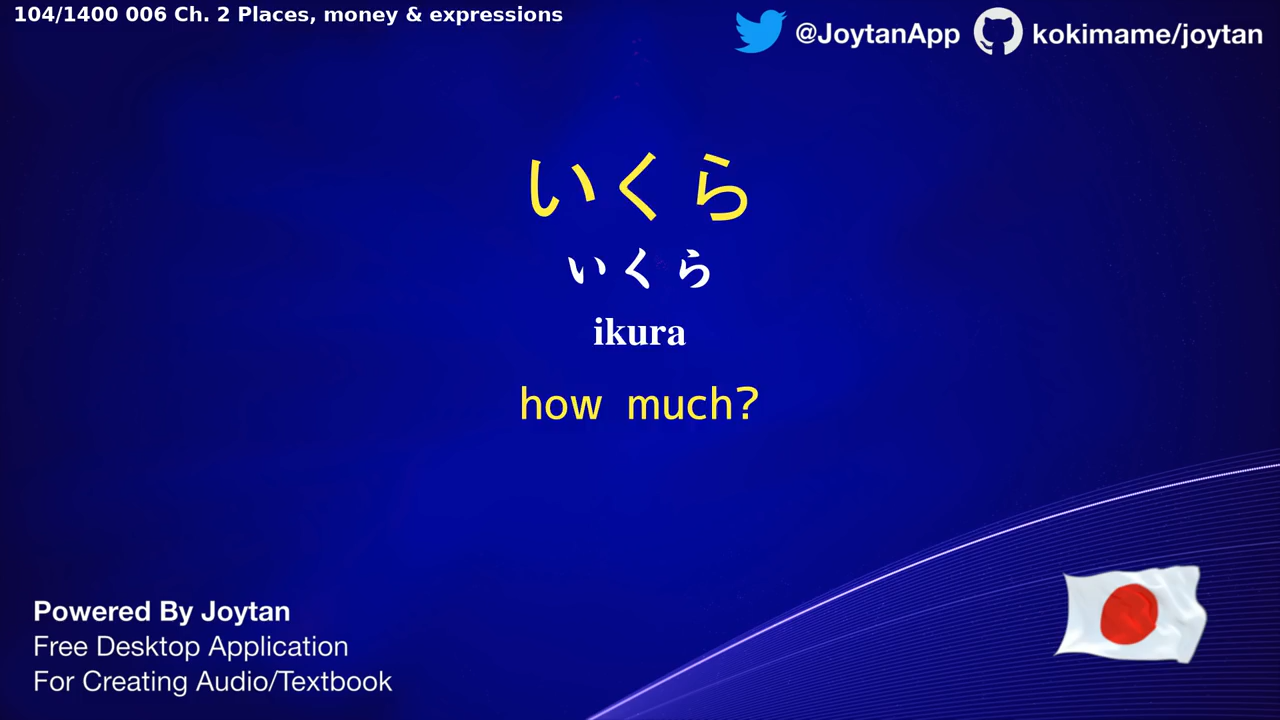 104/1400 006 Ch. 2 Places, money & expressions
@JoytanApp kokimame/joytan
いくら
いくら
ikura
how much?
Powered By Joytan
Free Desktop Application
For Creating Audio/Textbook